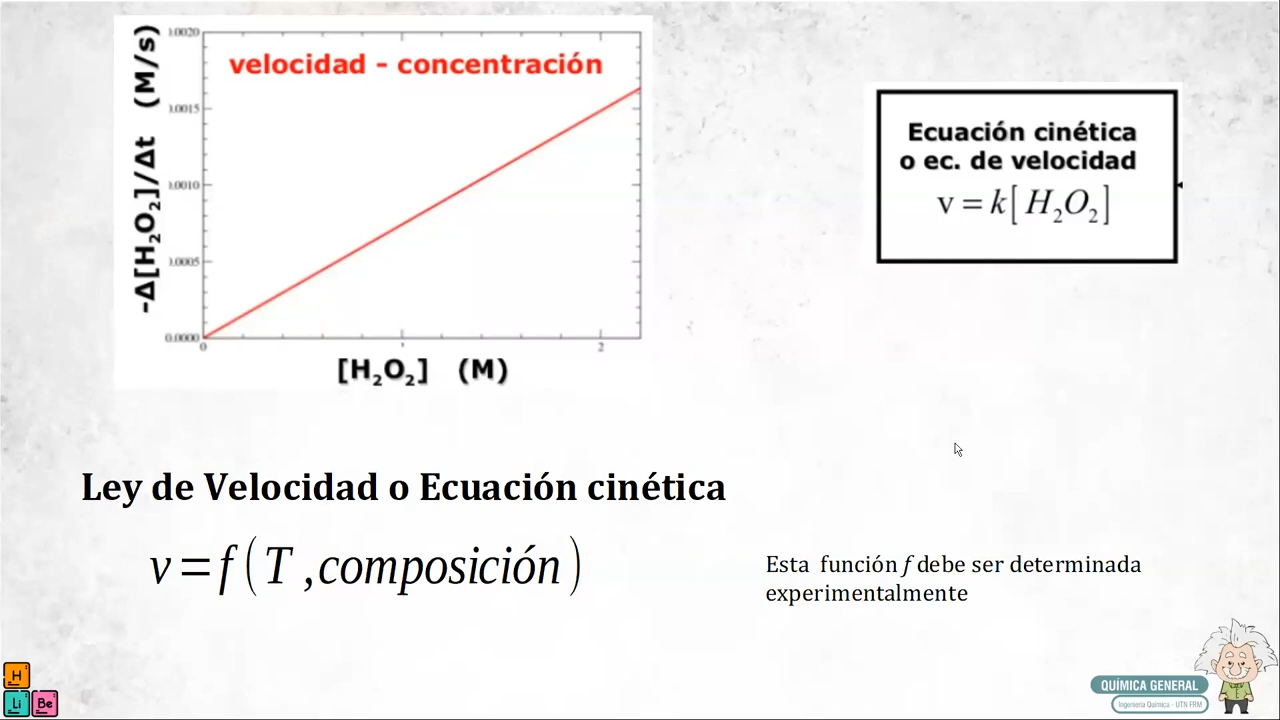 velocidad - concentración
-Δ[H₂O₂]/Δt (M/s)
0.0020
0.0015
0.0010
0.0005
0.0000
0
1
2
[H₂O₂] (M)
Ecuación cinética
o ec. de velocidad
v = k[H₂O₂]
Ley de Velocidad o Ecuación cinética
v = f(T ,composición)
Esta función f debe ser determinada
experimentalmente
H
Li Be
QUÍMICA GENERAL
Ingeniería Química - UTN FRM